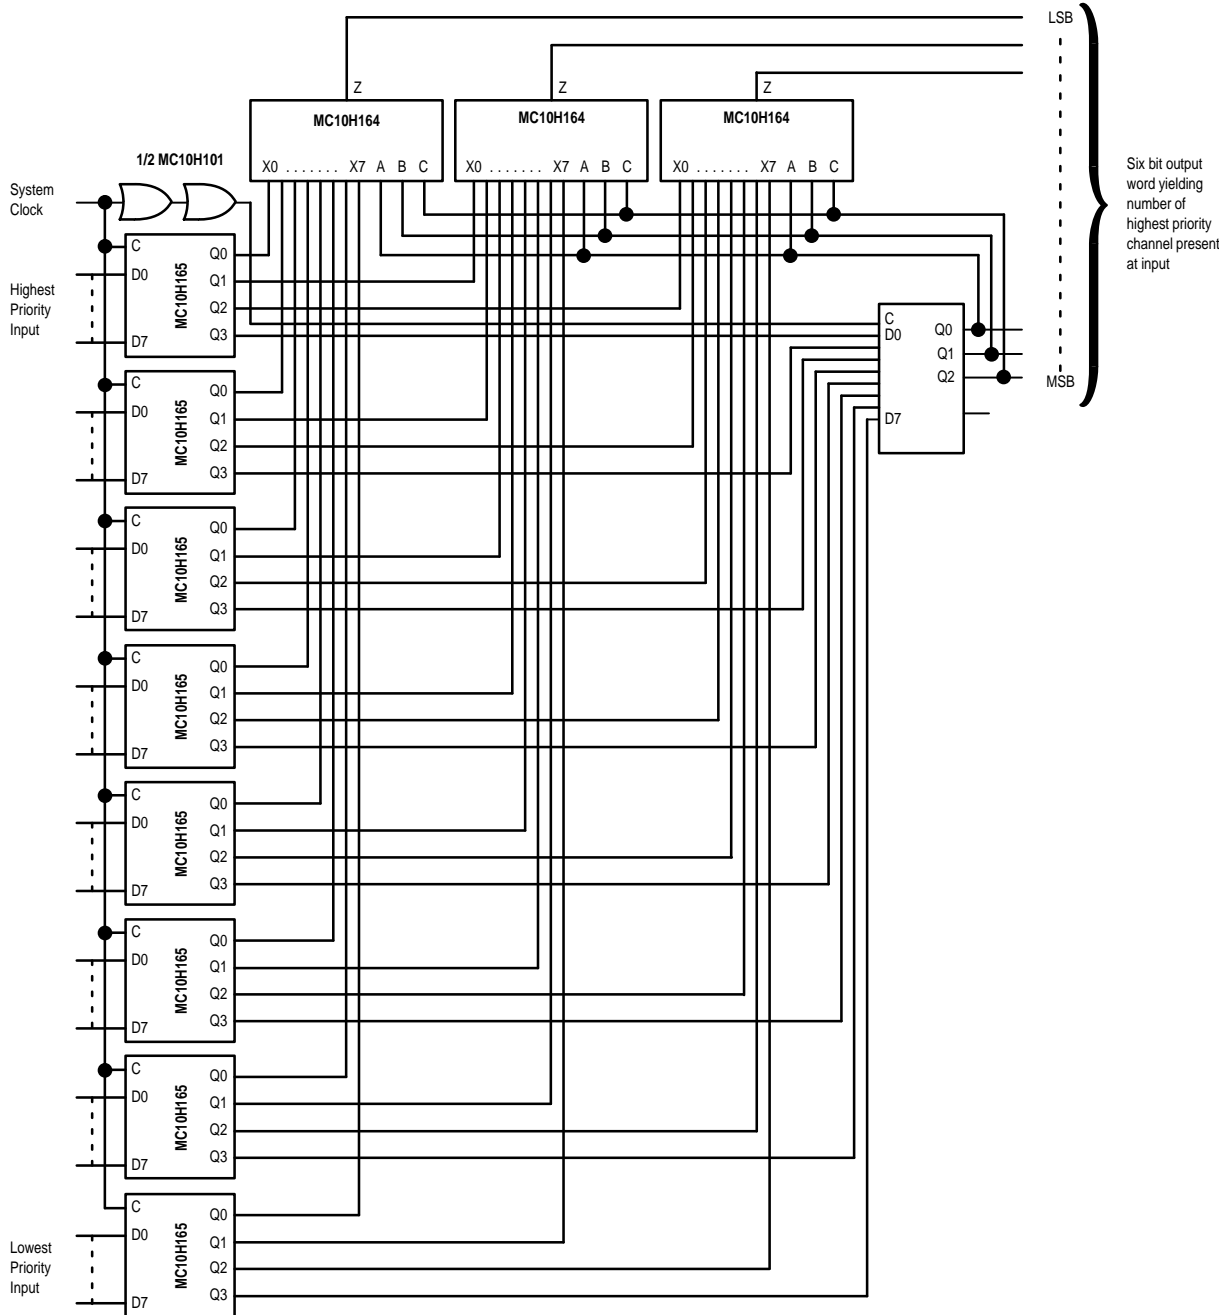 LSB
Z
Z
Z
MC10H164
MC10H164
MC10H164
1/2 MC10H101
X0 . . . . . . . X7 A B C
X0 . . . . . . . X7 A B C
X0 . . . . . . . X7 A B C
Six bit output
word yielding
number of
highest priority
channel present
at input
System
Clock
C
D0
Highest
Priority
Input
D7
MC10H165
Q0
Q1
Q2
Q3
C
D0
D7
Q0
Q1
Q2
MSB
C
D0
D7
MC10H165
Q0
Q1
Q2
Q3
C
D0
D7
MC10H165
Q0
Q1
Q2
Q3
C
D0
D7
MC10H165
Q0
Q1
Q2
Q3
C
D0
D7
MC10H165
Q0
Q1
Q2
Q3
C
D0
D7
MC10H165
Q0
Q1
Q2
Q3
C
D0
D7
MC10H165
Q0
Q1
Q2
Q3
Lowest
Priority
Input
C
D0
D7
MC10H165
Q0
Q1
Q2
Q3